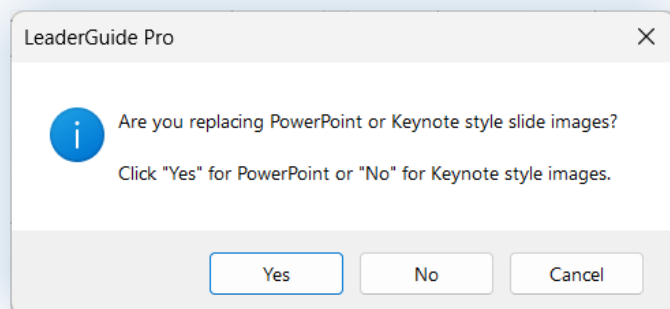 LeaderGuide Pro
Are you replacing PowerPoint or Keynote style slide images?
Click "Yes" for PowerPoint or "No" for Keynote style images.
Yes
No
Cancel